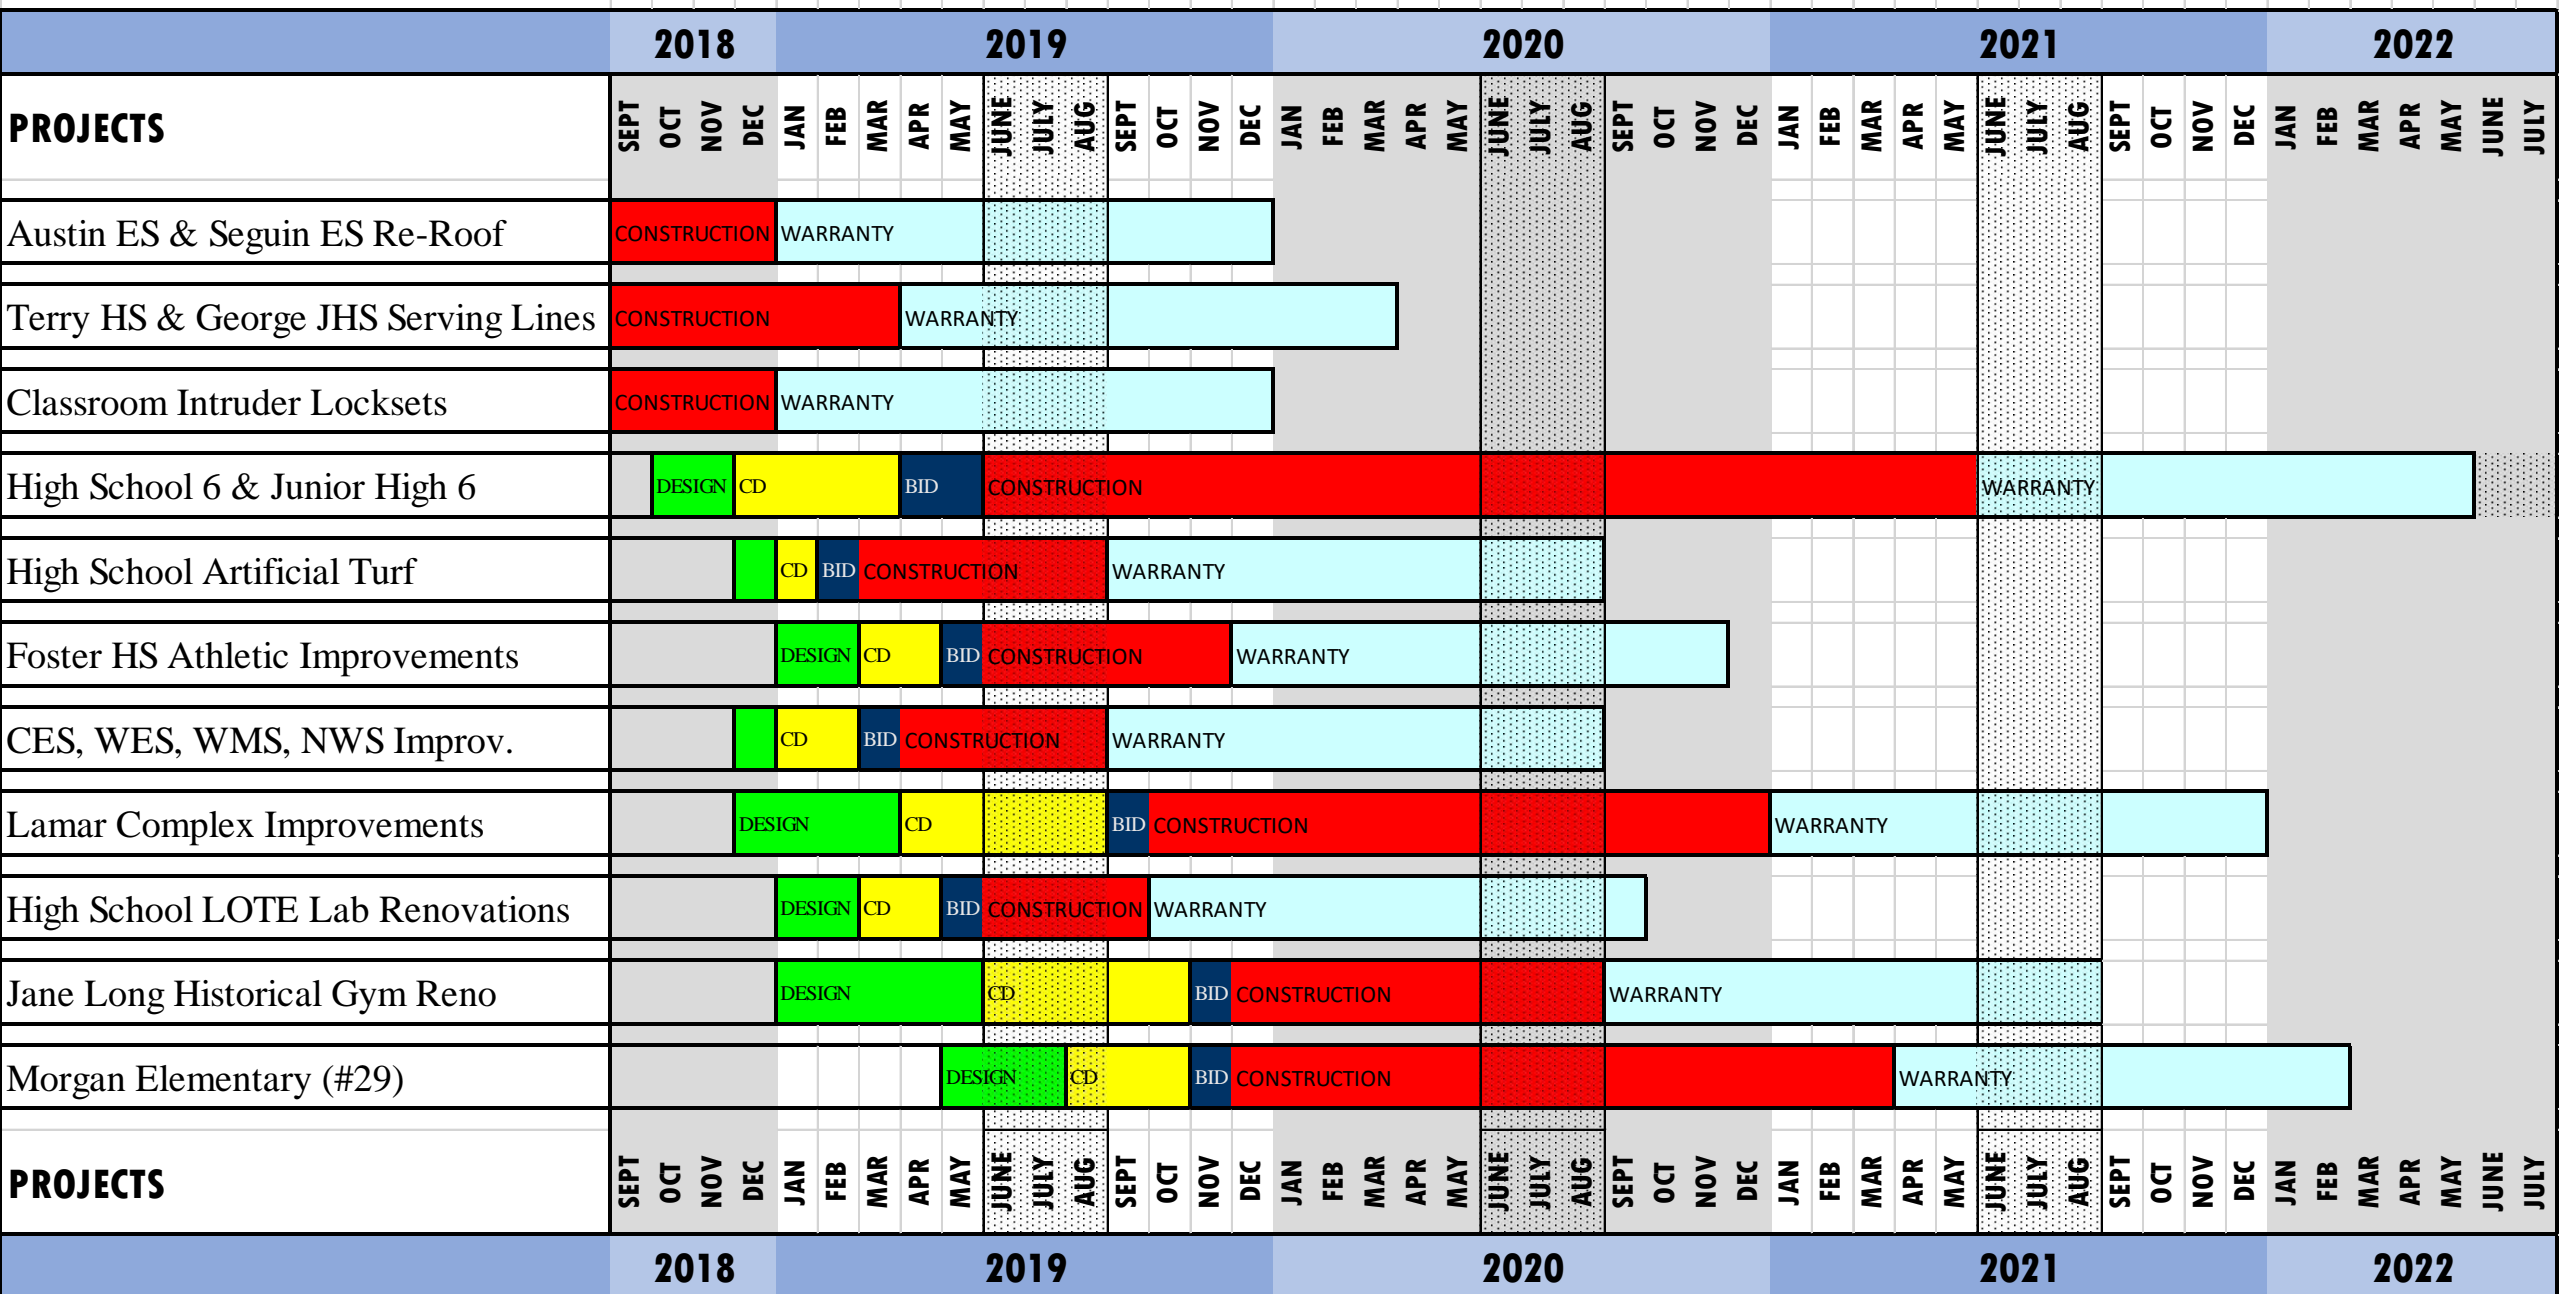 2018 2019 2020 2021 2022
PROJECTS SEPT OCT NOV DEC JAN FEB MAR APR MAY JUNE JULY AUG SEPT OCT NOV DEC JAN FEB MAR APR MAY JUNE JULY AUG SEPT OCT NOV DEC JAN FEB MAR APR MAY JUNE JULY AUG SEPT OCT NOV DEC JAN FEB MAR APR MAY JUNE JULY
Austin ES & Seguin ES Re-Roof CONSTRUCTION WARRANTY
Terry HS & George JHS Serving Lines CONSTRUCTION WARRANTY
Classroom Intruder Locksets CONSTRUCTION WARRANTY
High School 6 & Junior High 6 DESIGN CD BID CONSTRUCTION WARRANTY
High School Artificial Turf CD BID CONSTRUCTION WARRANTY
Foster HS Athletic Improvements DESIGN CD BID CONSTRUCTION WARRANTY
CES, WES, WMS, NWS Improv. CD BID CONSTRUCTION WARRANTY
Lamar Complex Improvements DESIGN CD BID CONSTRUCTION WARRANTY
High School LOTE Lab Renovations DESIGN CD BID CONSTRUCTION WARRANTY
Jane Long Historical Gym Reno DESIGN CD BID CONSTRUCTION WARRANTY
Morgan Elementary (#29) DESIGN CD BID CONSTRUCTION WARRANTY
PROJECTS SEPT OCT NOV DEC JAN FEB MAR APR MAY JUNE JULY AUG SEPT OCT NOV DEC JAN FEB MAR APR MAY JUNE JULY AUG SEPT OCT NOV DEC JAN FEB MAR APR MAY JUNE JULY AUG SEPT OCT NOV DEC JAN FEB MAR APR MAY JUNE JULY
2018 2019 2020 2021 2022